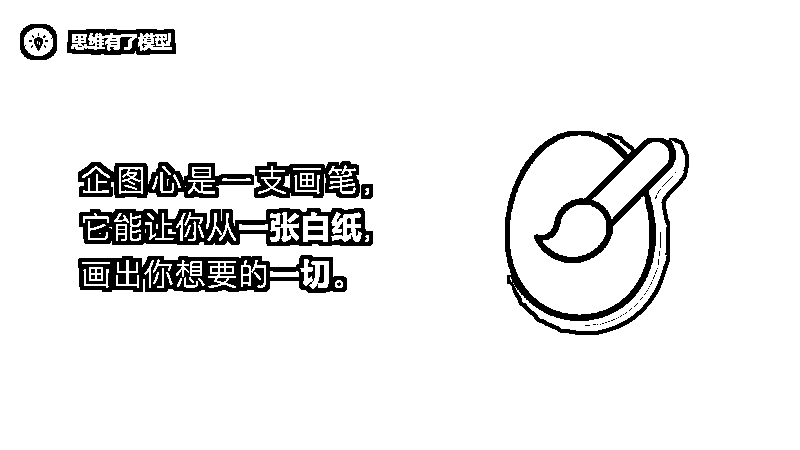 思维有了模型
企图心是一支画笔，
它能让你从一张白纸，
画出你想要的一切。